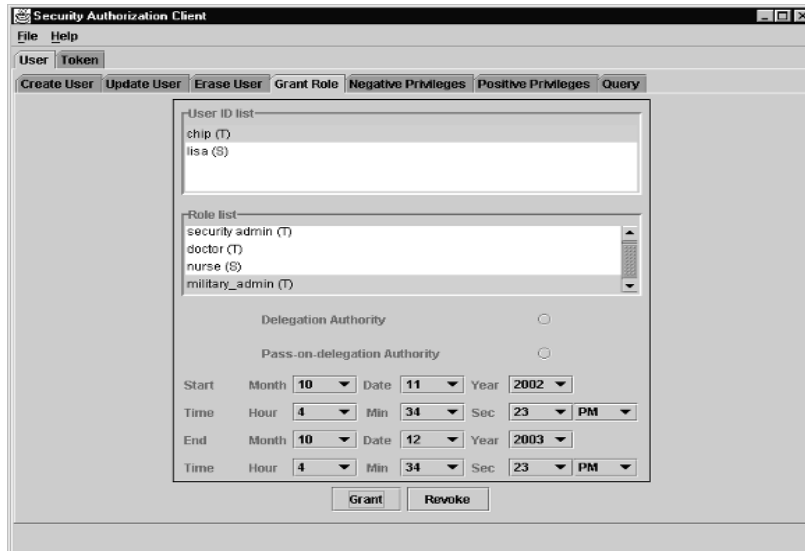 Security Authorization Client
File Help
User Token
Create User Update User Erase User Grant Role Negative Privileges Positive Privileges Query
User ID list
chip (T)
lisa (S)
Role list
security admin (T)
doctor (T)
nurse (S)
military_admin (T)
Delegation Authority
Pass-on-delegation Authority
Start Month 10 Date 11 Year 2002
Time Hour 4 Min 34 Sec 23 PM
End Month 10 Date 12 Year 2003
Time Hour 4 Min 34 Sec 23 PM
Grant Revoke